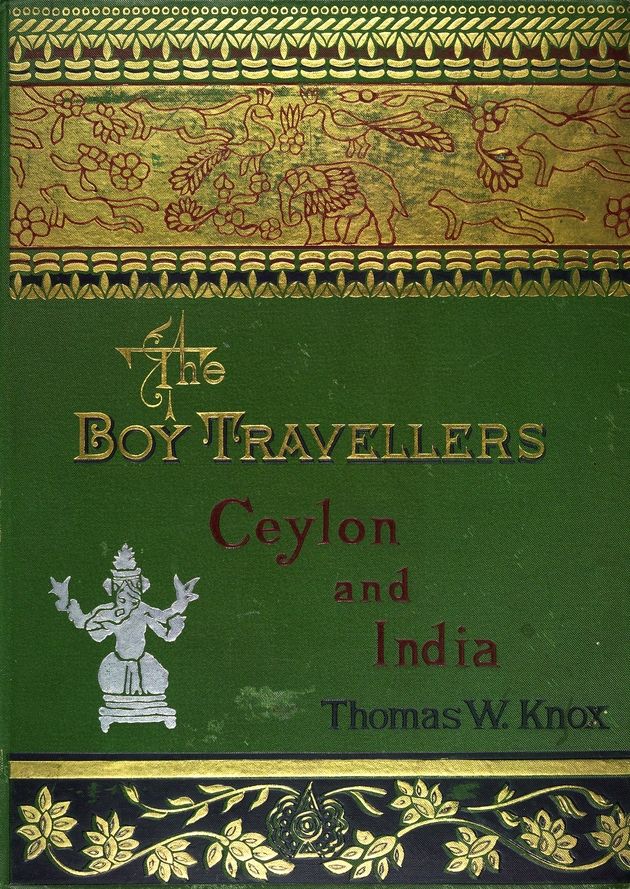 The
BOY TRAVELLERS
Ceylon
and
India
Thomas W. Knox